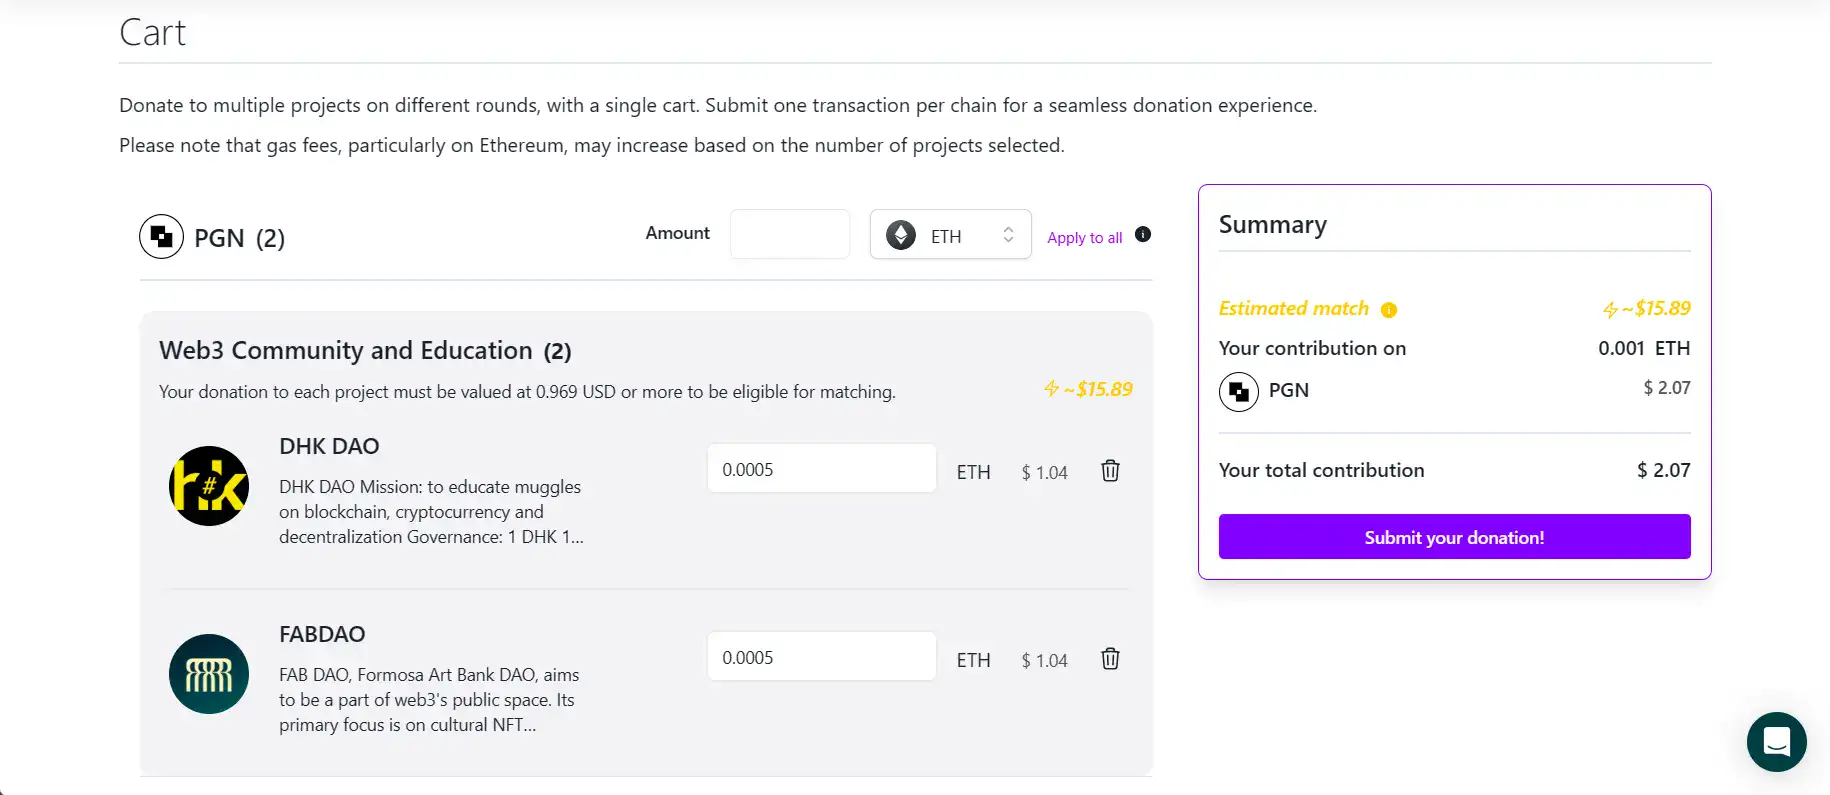 Cart
Donate to multiple projects on different rounds, with a single cart. Submit one transaction per chain for a seamless donation experience.
Please note that gas fees, particularly on Ethereum, may increase based on the number of projects selected.
PGN (2)
Amount
ETH
Apply to all
Web3 Community and Education (2)
Your donation to each project must be valued at 0.969 USD or more to be eligible for matching.
~$15.89
DHK DAO
DHK DAO Mission: to educate muggles
on blockchain, cryptocurrency and
decentralization Governance: 1 DHK 1...
0.0005
ETH
$ 1.04
h#k
FABDAO
FAB DAO, Formosa Art Bank DAO, aims
to be a part of web3's public space. Its
primary focus is on cultural NFT...
0.0005
ETH
$ 1.04
Summary
Estimated match
~$15.89
Your contribution on
0.001 ETH
PGN
$ 2.07
Your total contribution
$ 2.07
Submit your donation!